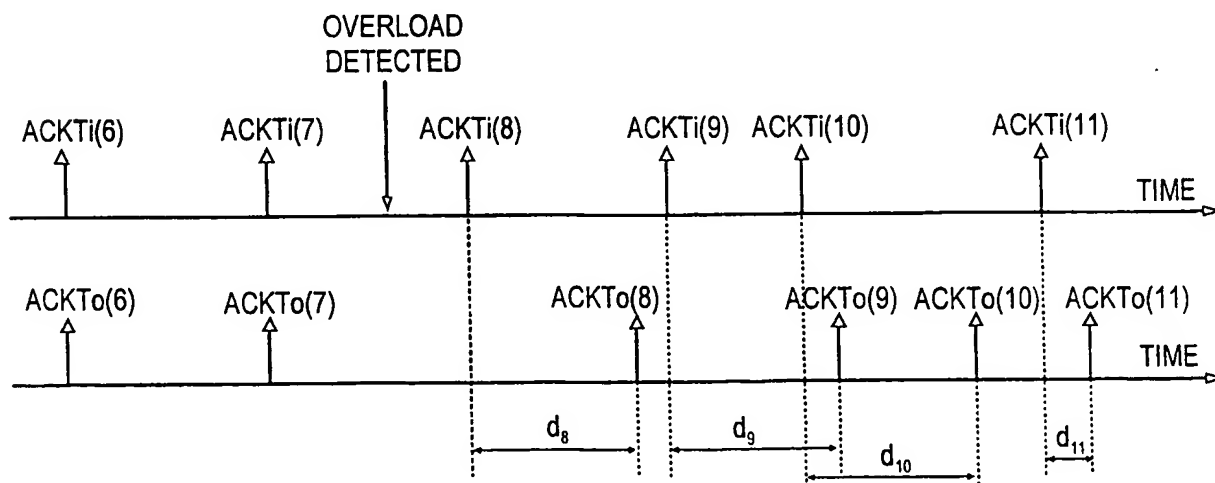 OVERLOAD
DETECTED
ACKTi(6) ACKTi(7) ACKTi(8) ACKTi(9) ACKTi(10) ACKTi(11)
TIME
ACKTo(6) ACKTo(7) ACKTo(8) ACKTo(9) ACKTo(10) ACKTo(11)
TIME
d₈ d₉ d₁₀ d₁₁